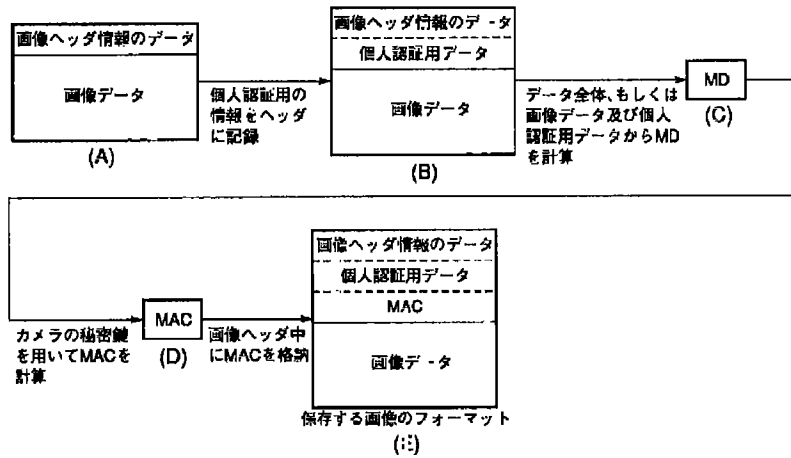 画像ヘッダ情報のデータ
画像データ
(A)
個人認証用の
情報をヘッダ
に記録
画像ヘッダ情報のデータ
個人認証用データ
画像データ
(B)
データ全体、もしくは
画像データ及び個人
認証用データからMD
を計算
MD
(C)
カメラの秘密鍵
を用いてMACを
計算
MAC
(D)
画像ヘッダ中
にMACを格納
画像ヘッダ情報のデータ
個人認証用データ
MAC
画像データ
保存する画像のフォーマット
(E)